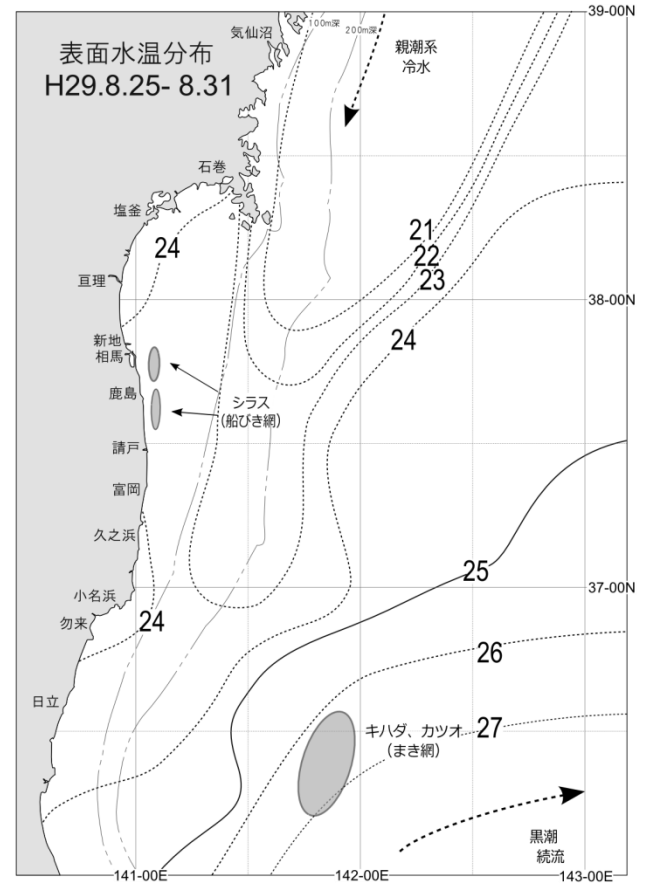 表面水温分布
H29.8.25- 8.31
気仙沼
100m深
200m深
親潮系
冷水
39-00N
石巻
塩釜
24
21
22
23
24
亘理
38-00N
新地
相馬
鹿島
シラス
(船びき網)
請戸
富岡
久之浜
25
37-00N
小名浜
勿来
24
26
日立
キハダ、カツオ
(まき網)
27
黒潮
続流
141-00E
142-00E
143-00E